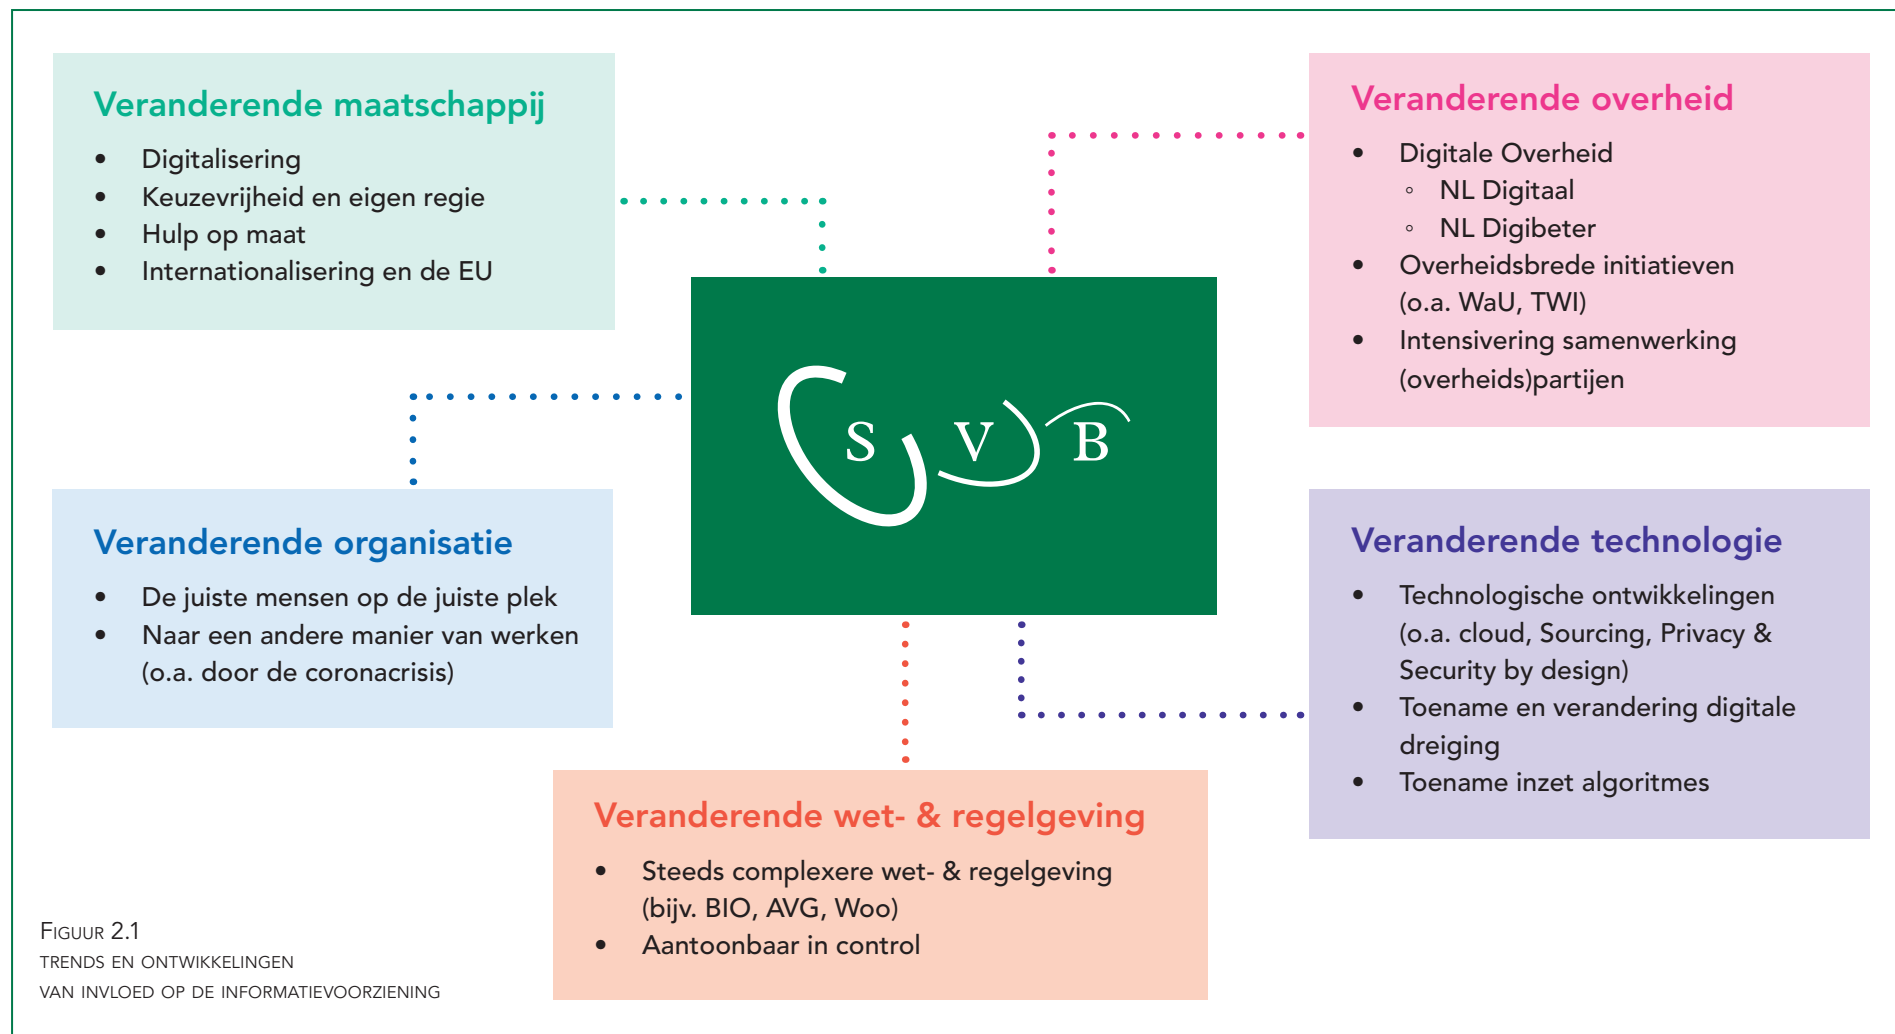 Veranderende maatschappij
• Digitalisering
• Keuzevrijheid en eigen regie
• Hulp op maat
• Internationalisering en de EU
Veranderende overheid
• Digitale Overheid
◦ NL Digitaal
◦ NL Digibeter
• Overheidsbrede initiatieven
(o.a. WaU, TWI)
• Intensivering samenwerking
(overheids)partijen
S V B
Veranderende organisatie
• De juiste mensen op de juiste plek
• Naar een andere manier van werken
(o.a. door de coronacrisis)
Veranderende technologie
• Technologische ontwikkelingen
(o.a. cloud, Sourcing, Privacy &
Security by design)
• Toename en verandering digitale
dreiging
• Toename inzet algoritmes
Veranderende wet- & regelgeving
• Steeds complexere wet- & regelgeving
(bijv. BIO, AVG, Woo)
• Aantoonbaar in control
Figuur 2.1
trends en ontwikkelingen
van invloed op de informatievoorziening